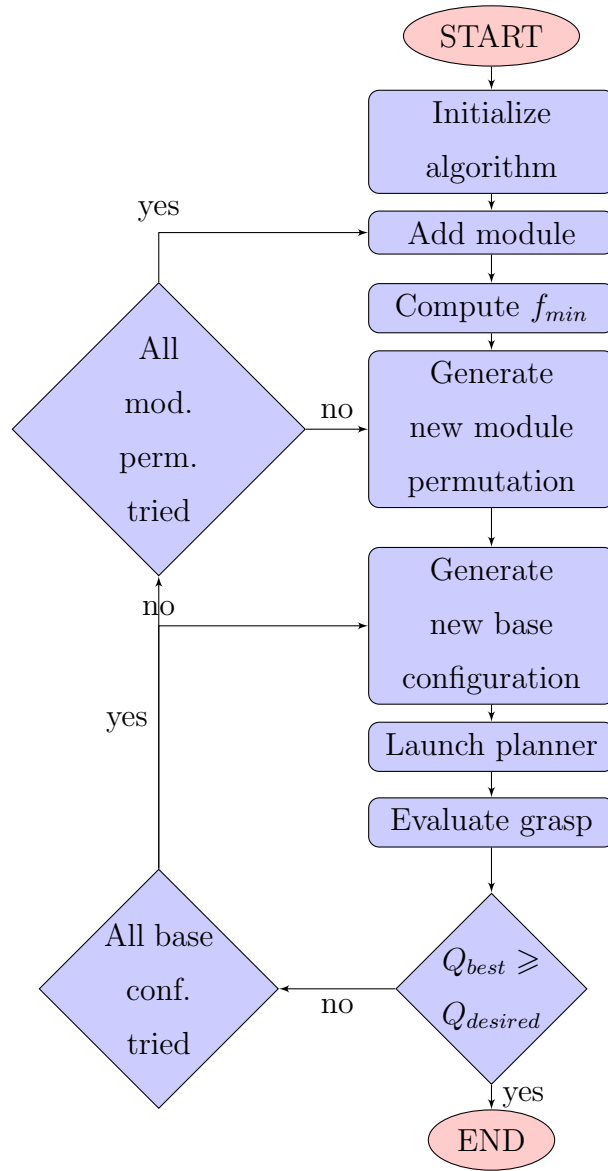 START
Initialize
algorithm
yes
Add module
Compute f_min
All
mod.
perm.
tried
no
Generate
new module
permutation
Generate
new base
configuration
no
yes
Launch planner
Evaluate grasp
All base
conf.
tried
no
Q_best ⩾
Q_desired
yes
END